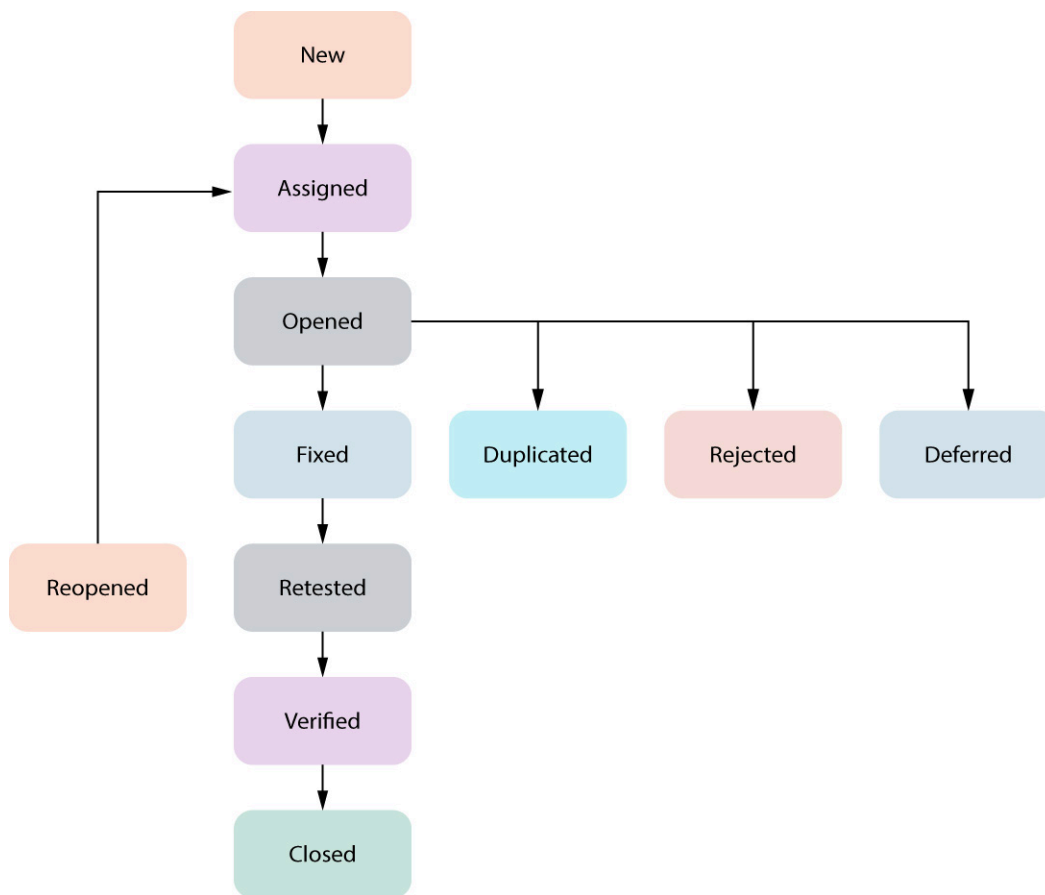 New
Assigned
Opened
Fixed
Duplicated
Rejected
Deferred
Reopened
Retested
Verified
Closed